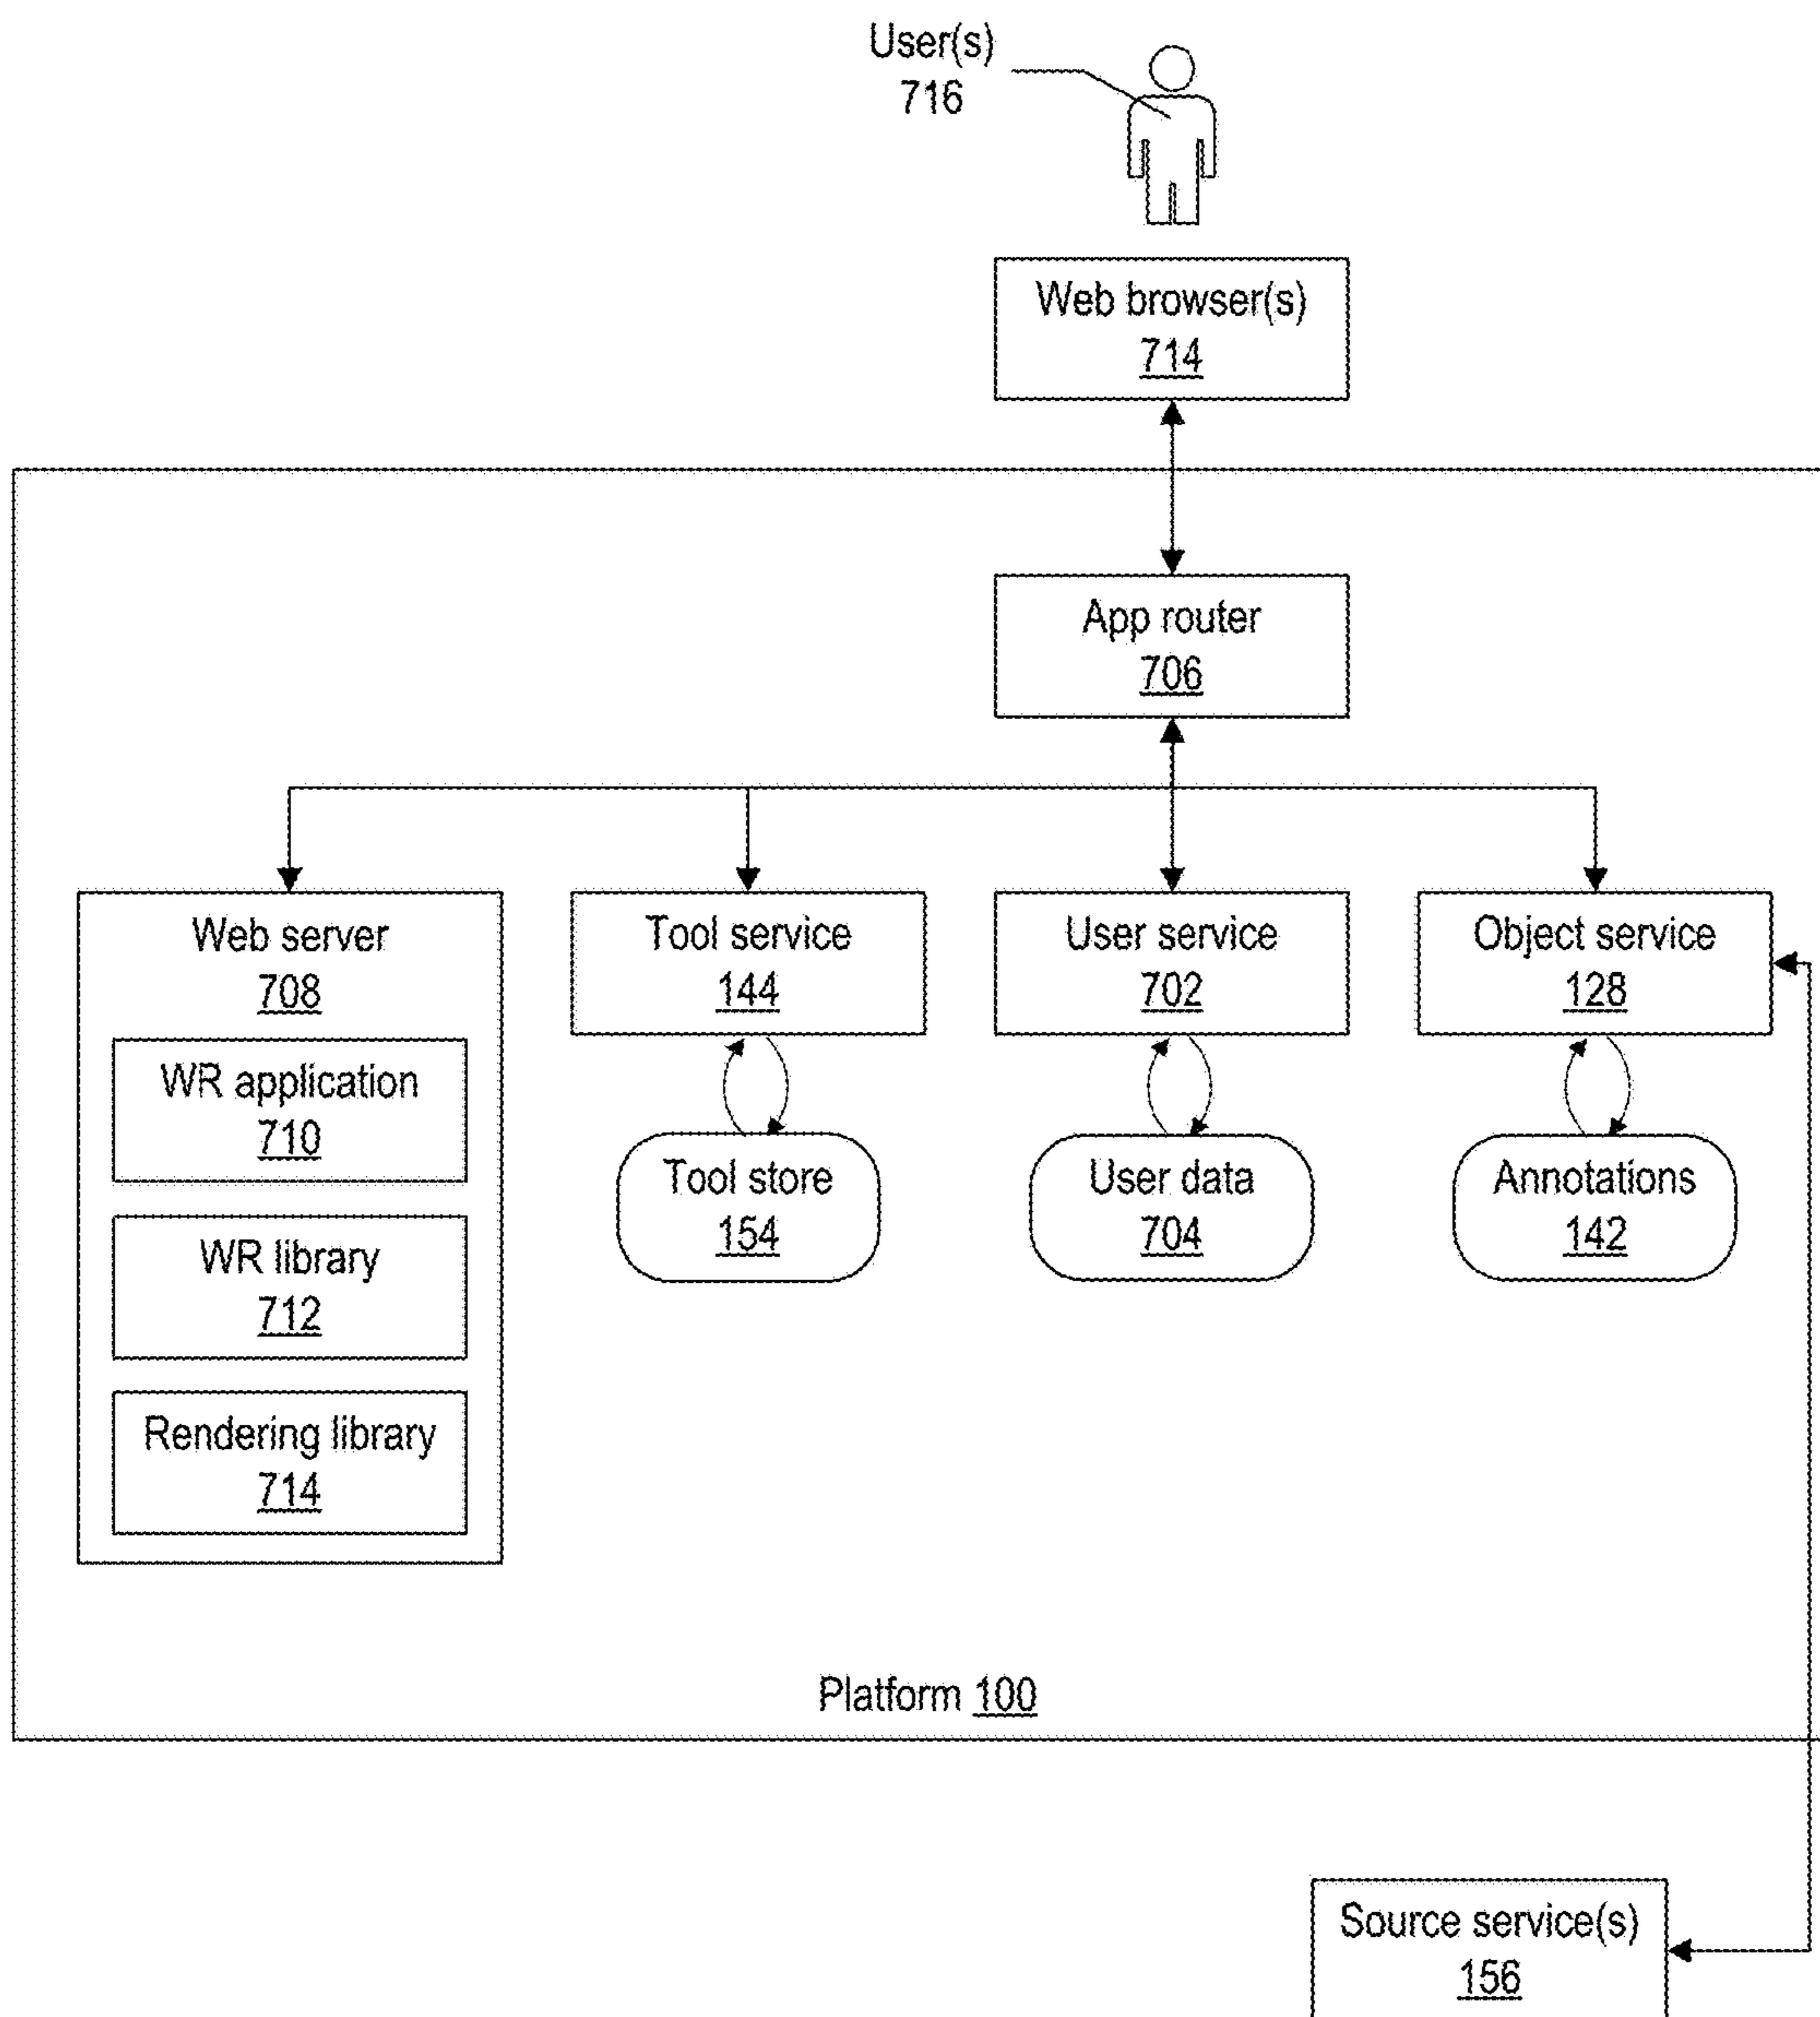 User(s)
716
Web browser(s)
714
App router
706
Web server
708
WR application
710
WR library
712
Rendering library
714
Tool service
144
Tool store
154
User service
702
User data
704
Object service
128
Annotations
142
Platform 100
Source service(s)
156